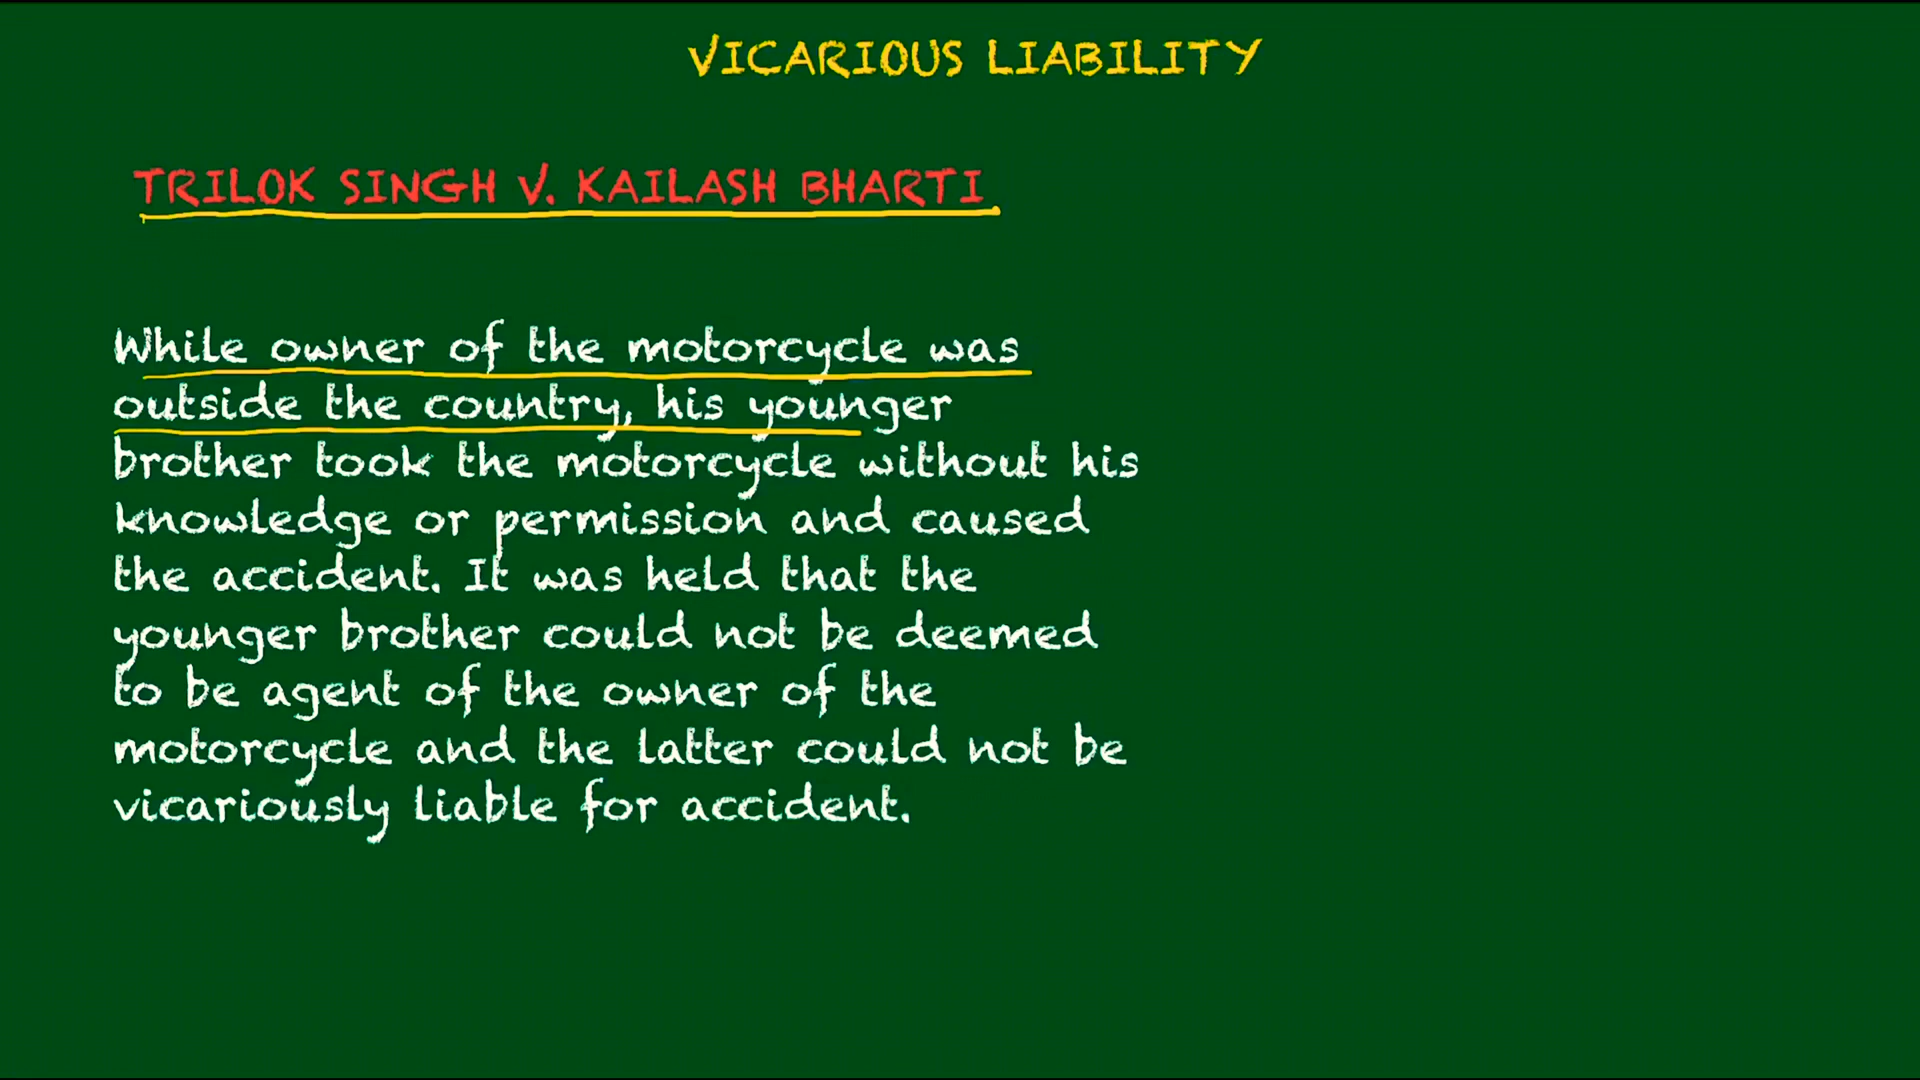 VICARIOUS LIABILITY
TRILOK SINGH V. KAILASH BHARTI
While owner of the motorcycle was
outside the country, his younger
brother took the motorcycle without his
knowledge or permission and caused
the accident. It was held that the
younger brother could not be deemed
to be agent of the owner of the
motorcycle and the latter could not be
vicariously liable for accident.